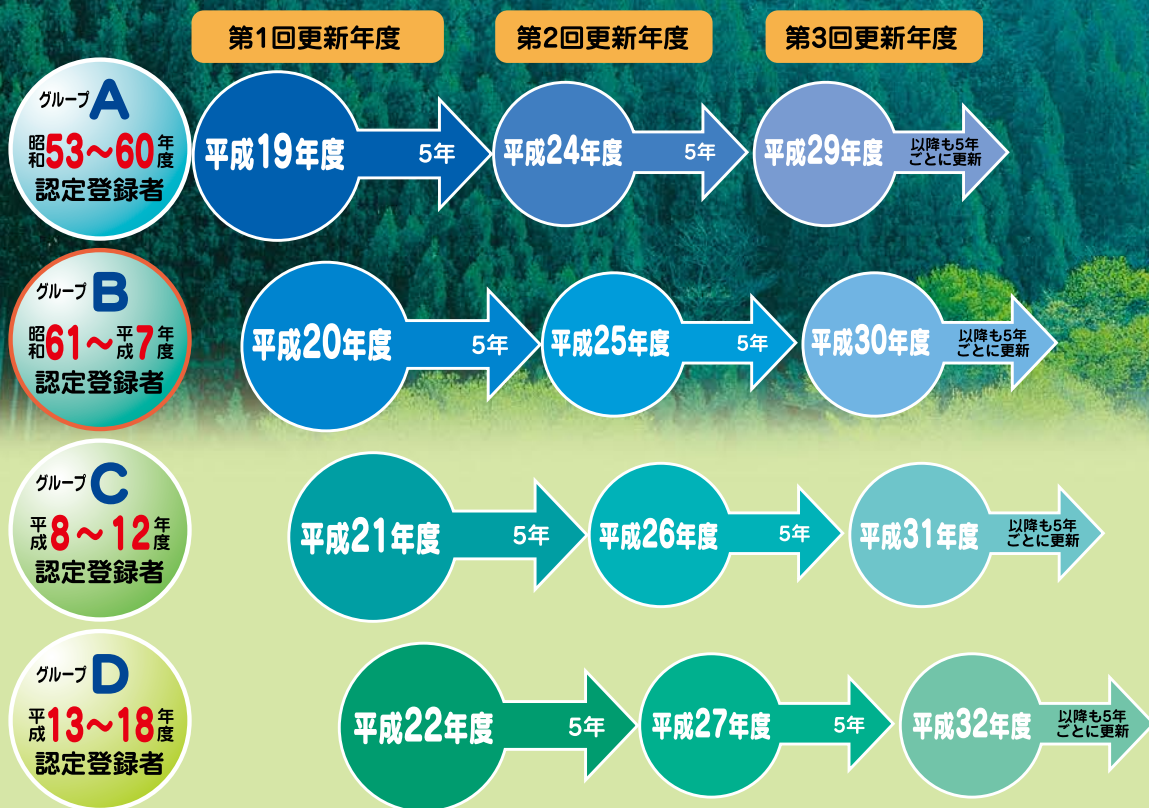 第1回更新年度
第2回更新年度
第3回更新年度
グループA
昭和53～60年度
認定登録者
平成19年度
5年
平成24年度
5年
平成29年度
以降も5年
ごとに更新
グループB
昭和61～平成7年度
認定登録者
平成20年度
5年
平成25年度
5年
平成30年度
以降も5年
ごとに更新
グループC
平成8～12年度
認定登録者
平成21年度
5年
平成26年度
5年
平成31年度
以降も5年
ごとに更新
グループD
平成13～18年度
認定登録者
平成22年度
5年
平成27年度
5年
平成32年度
以降も5年
ごとに更新